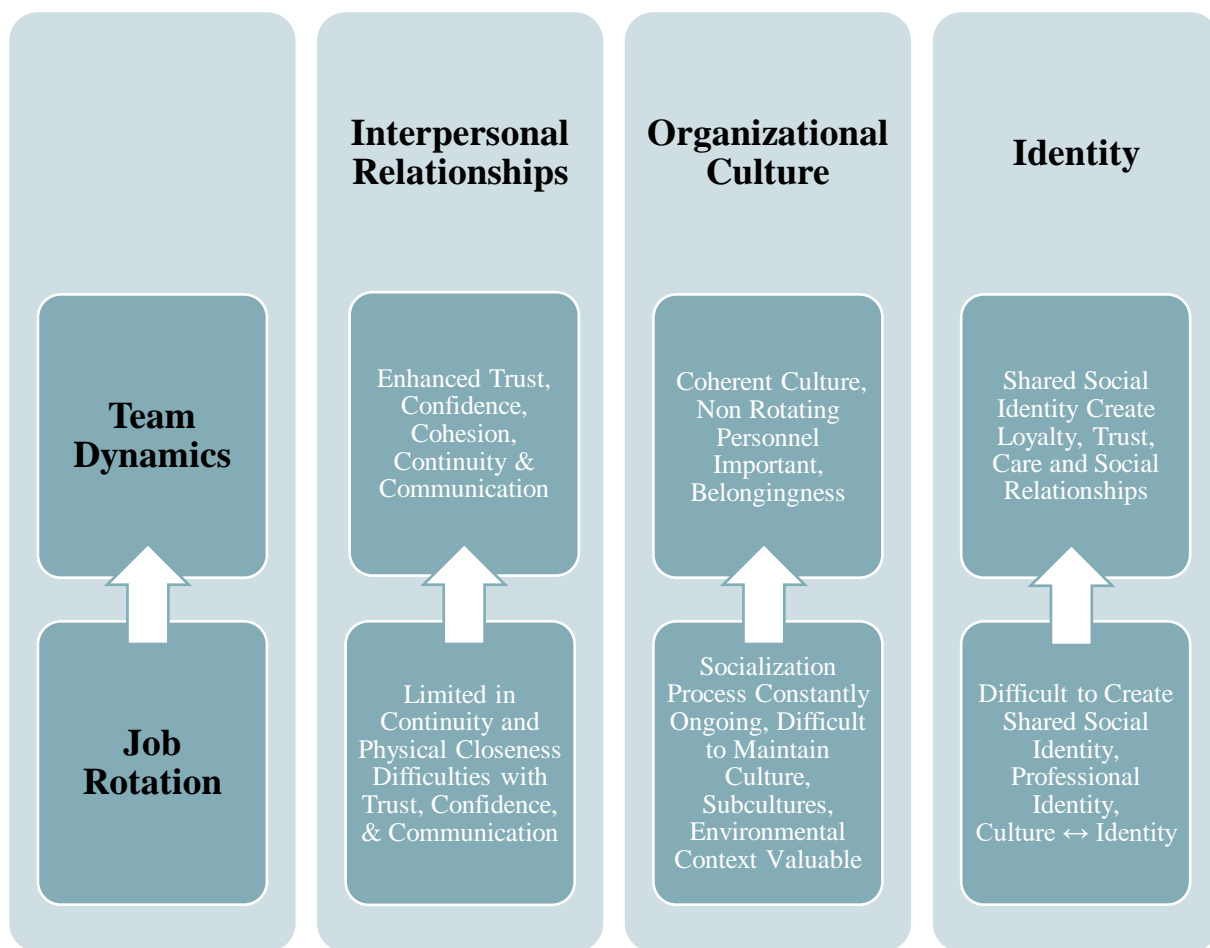 Interpersonal
Relationships
Organizational
Culture
Identity
Team
Dynamics
Enhanced Trust,
Confidence,
Cohesion,
Continuity &
Communication
Coherent Culture,
Non Rotating
Personnel
Important,
Belongingness
Shared Social
Identity Create
Loyalty, Trust,
Care and Social
Relationships
Job
Rotation
Limited in
Continuity and
Physical Closeness
Difficulties with
Trust, Confidence,
& Communication
Socialization
Process Constantly
Ongoing, Difficult
to Maintain
Culture,
Subcultures,
Environmental
Context Valuable
Difficult to Create
Shared Social
Identity,
Professional
Identity,
Culture ↔ Identity